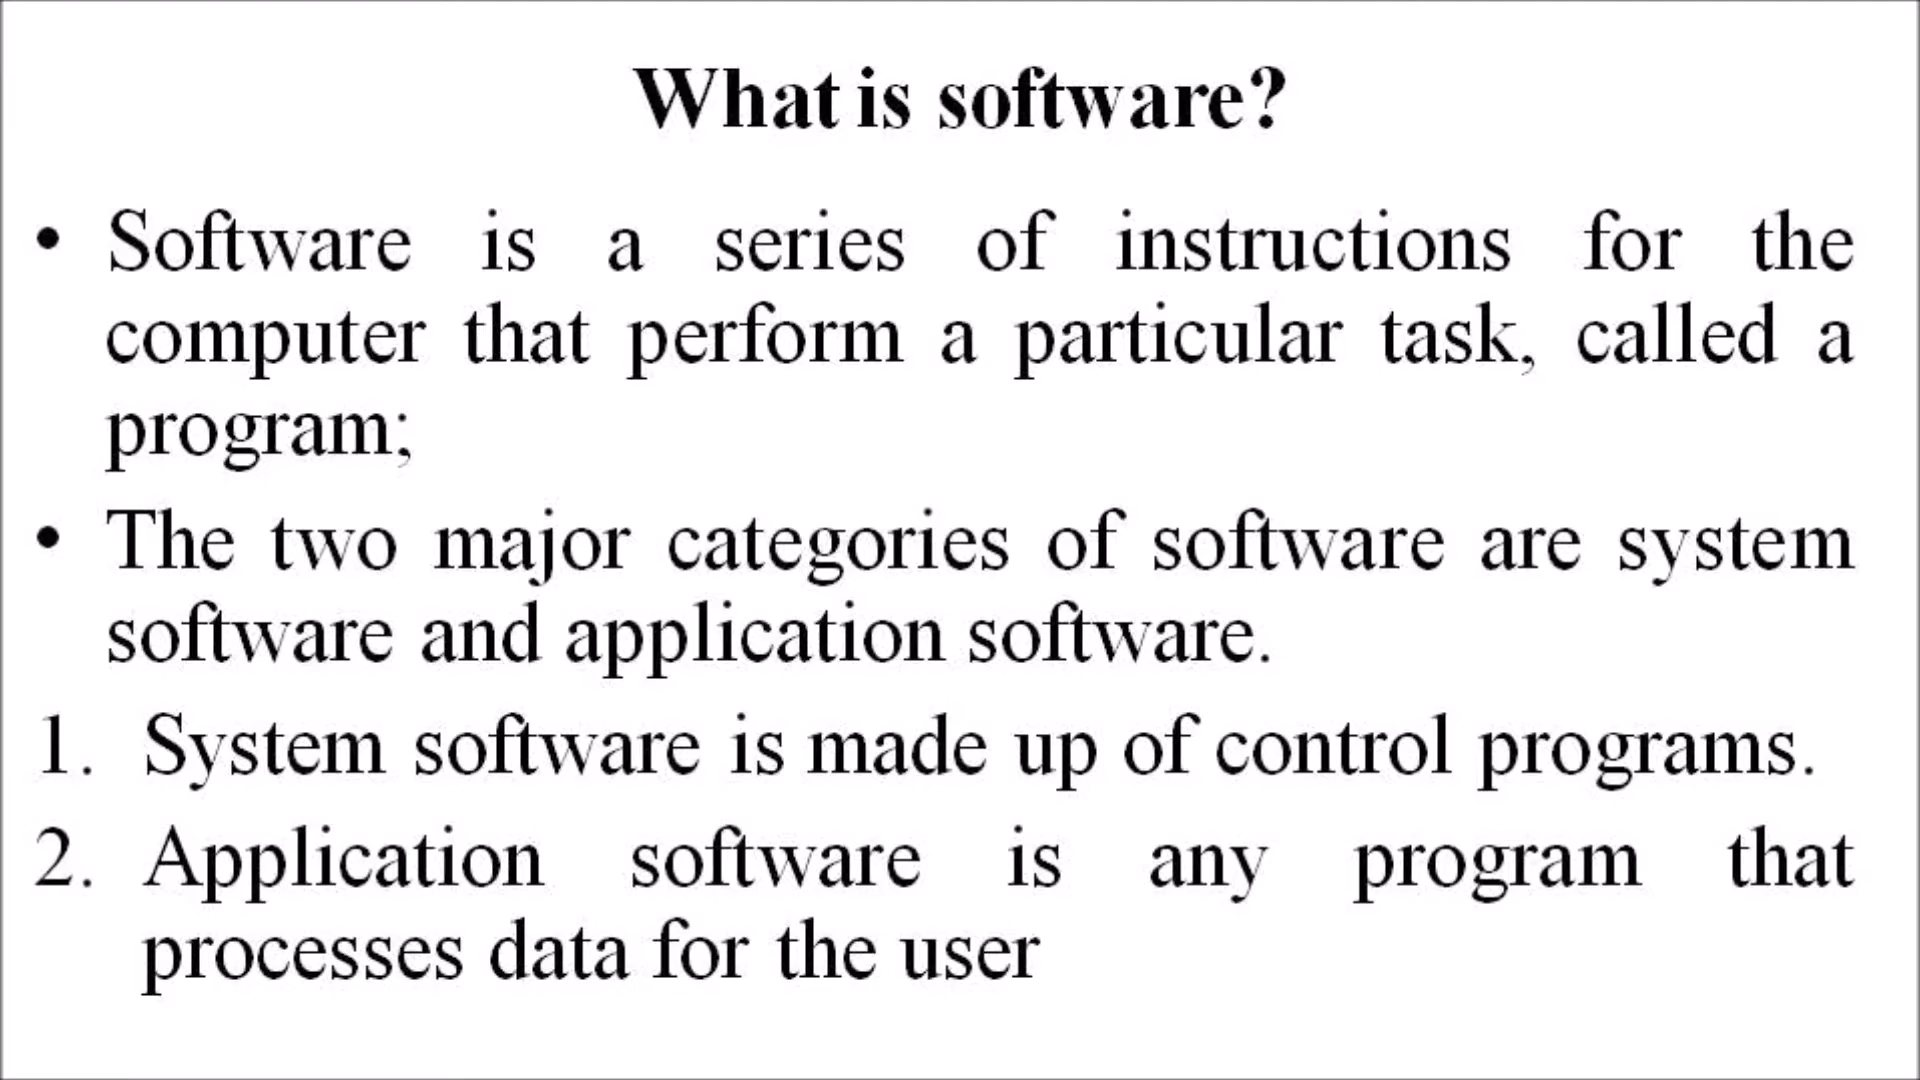 What is software?
• Software is a series of instructions for the
computer that perform a particular task, called a
program;
• The two major categories of software are system
software and application software.
1. System software is made up of control programs.
2. Application software is any program that
processes data for the user